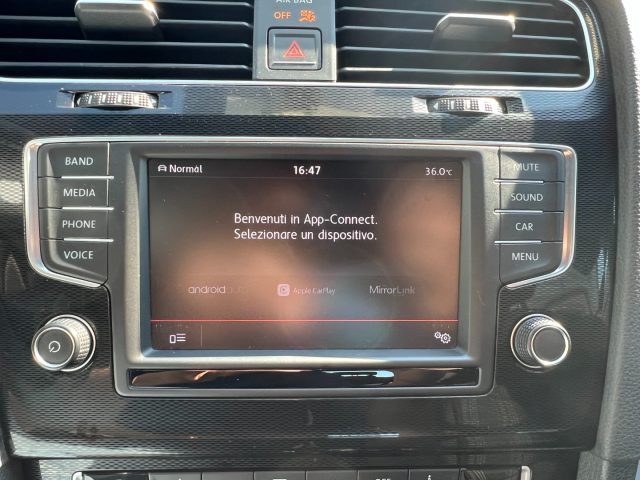 AIR BAG
OFF
BAND
MEDIA
PHONE
VOICE
Normal
16:47
36.0°C
Benvenuti in App-Connect.
Selezionare un dispositivo.
androidauto
Apple CarPlay
MirrorLink
MUTE
SOUND
CAR
MENU
OFF